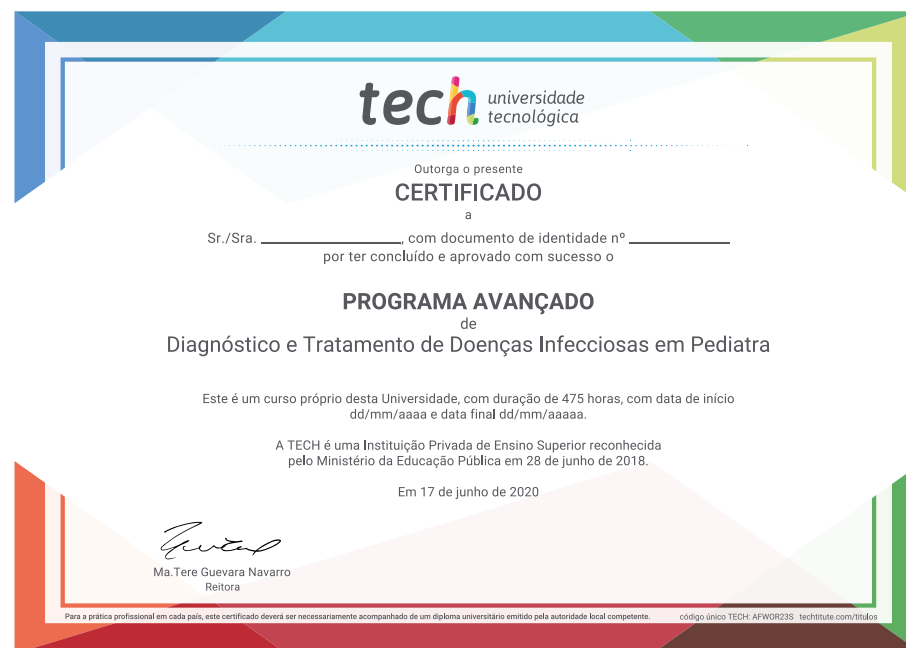 tech universidade
tecnológica
Outorga o presente
CERTIFICADO
a
Sr./Sra. ____________, com documento de identidade nº ____________
por ter concluído e aprovado com sucesso o
PROGRAMA AVANÇADO
de
Diagnóstico e Tratamento de Doenças Infecciosas em Pediatra
Este é um curso próprio desta Universidade, com duração de 475 horas, com data de início
dd/mm/aaaa e data final dd/mm/aaaaa.
A TECH é uma Instituição Privada de Ensino Superior reconhecida
pelo Ministério da Educação Pública em 28 de junho de 2018.
Em 17 de junho de 2020
Ma.Tere Guevara Navarro
Reitora
Para a prática profissional em cada país, este certificado deverá ser necessariamente acompanhado de um diploma universitário emitido pela autoridade local competente. código único TECH: AFWOR23S techtitute.com/titulos